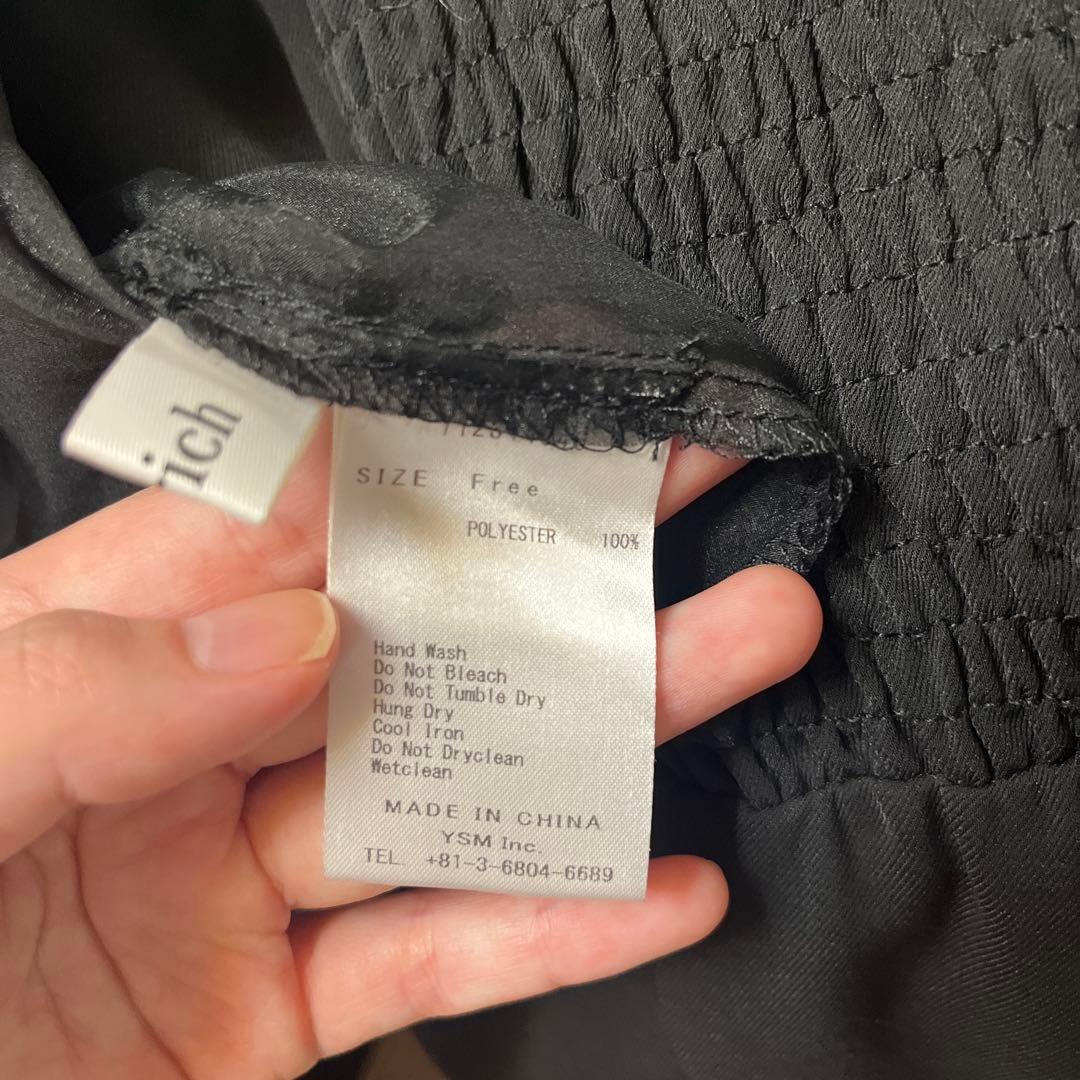 ich
SIZE Free
POLYESTER 100%
Hand Wash
Do Not Bleach
Do Not Tumble Dry
Hung Dry
Cool Iron
Do Not Dryclean
Wetclean
MADE IN CHINA
YSM Inc.
TEL. +81-3-6804-6689